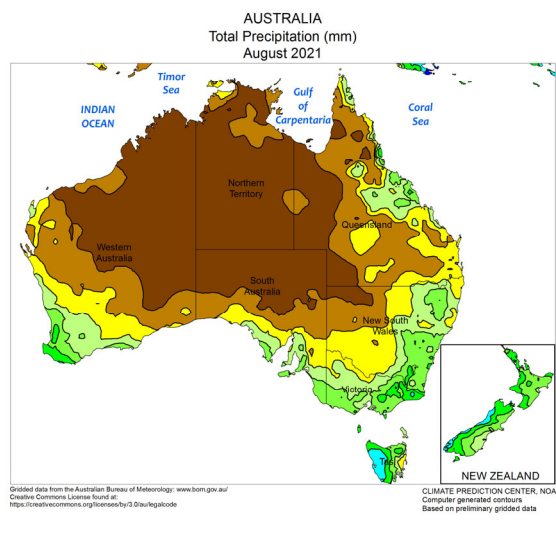 AUSTRALIA
Total Precipitation (mm)
August 2021
Timor
Sea
INDIAN
OCEAN
Gulf
of
Carpentaria
Coral
Sea
Northern
Territory
Queensland
Western
Australia
South
Australia
New South
Wales
Victoria
NEW ZEALAND
Gridded data from the Australian Bureau of Meteorology: www.bom.gov.au/
Creative Commons License found at:
https://creativecommons.org/licenses/by/3.0/au/legalcode
CLIMATE PREDICTION CENTER, NOA
Computer generated contours
Based on preliminary gridded data